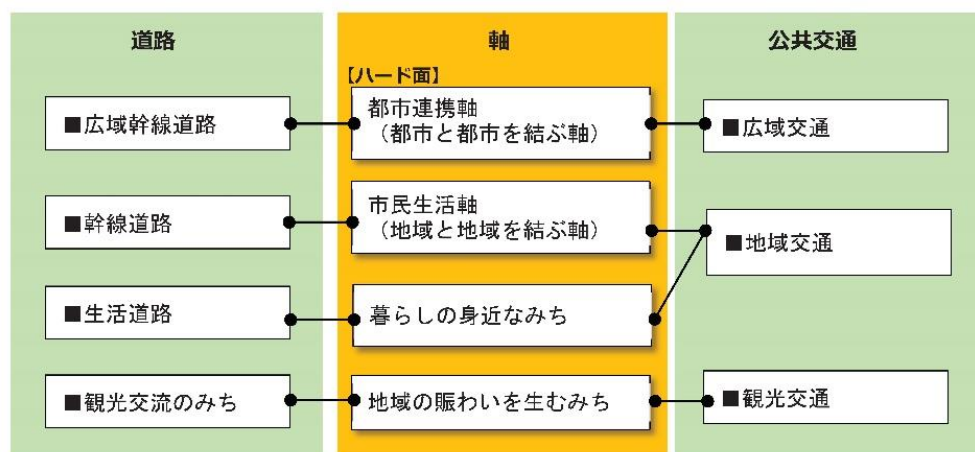 道路
■広域幹線道路
■幹線道路
■生活道路
■観光交流のみち
軸
【ハード面】
都市連携軸
（都市と都市を結ぶ軸）
市民生活軸
（地域と地域を結ぶ軸）
暮らしの身近なみち
地域の賑わいを生むみち
公共交通
■広域交通
■地域交通
■観光交通